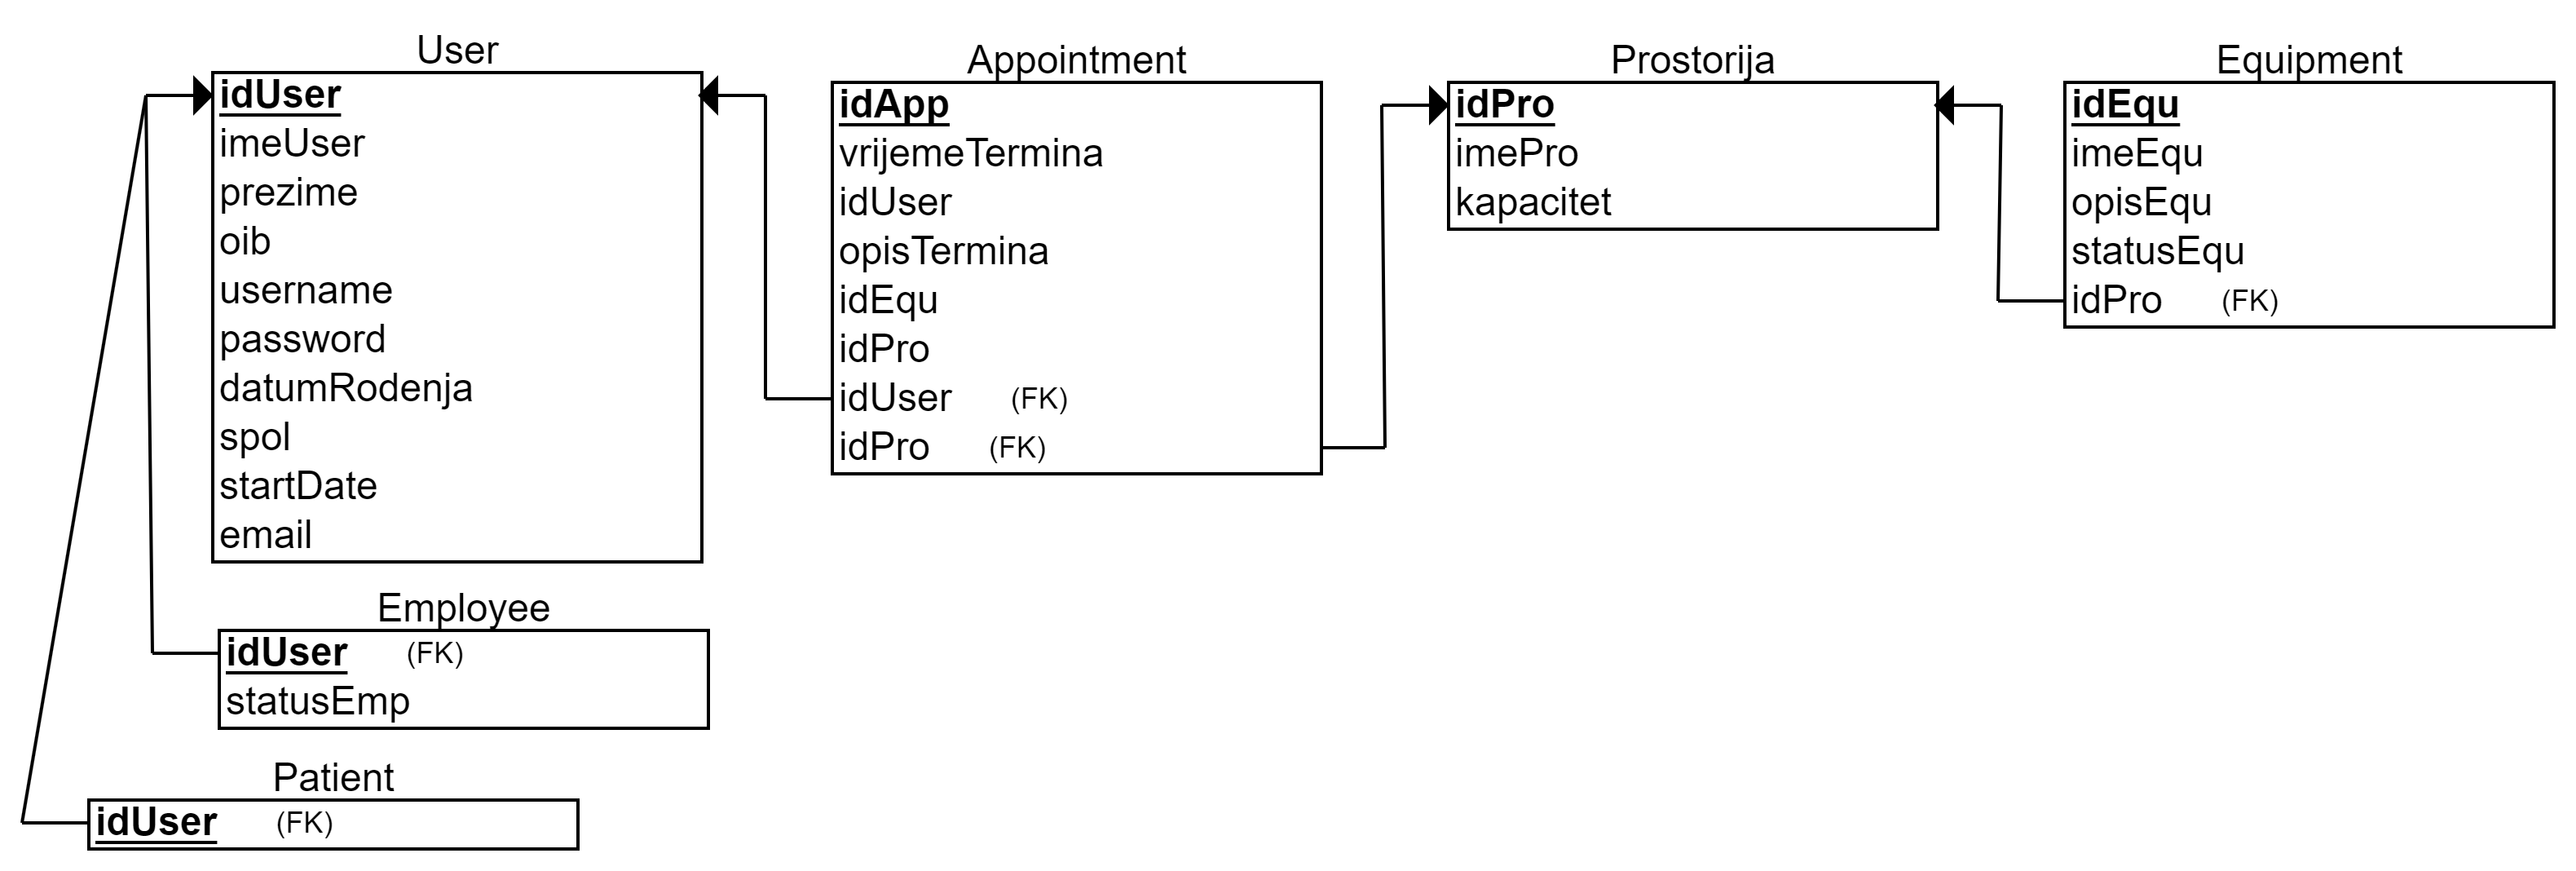 User
idUser
imeUser
prezime
oib
username
password
datumRodenja
spol
startDate
email
Employee
idUser (FK)
statusEmp
Patient
idUser (FK)
Appointment
idApp
vrijemeTermina
idUser
opisTermina
idEqu
idPro
idUser (FK)
idPro (FK)
Prostorija
idPro
imePro
kapacitet
Equipment
idEqu
imeEqu
opisEqu
statusEqu
idPro (FK)